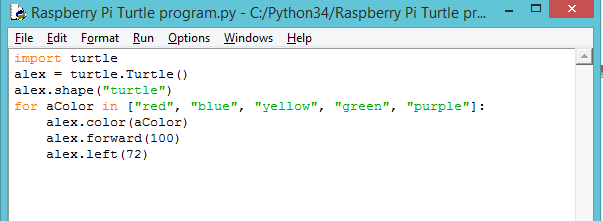 Raspberry Pi Turtle program.py - C:/Python34/Raspberry Pi Turtle pr...
File Edit Format Run Options Windows Help
import turtle
alex = turtle.Turtle()
alex.shape("turtle")
for aColor in ["red", "blue", "yellow", "green", "purple"]:
    alex.color(aColor)
    alex.forward(100)
    alex.left(72)